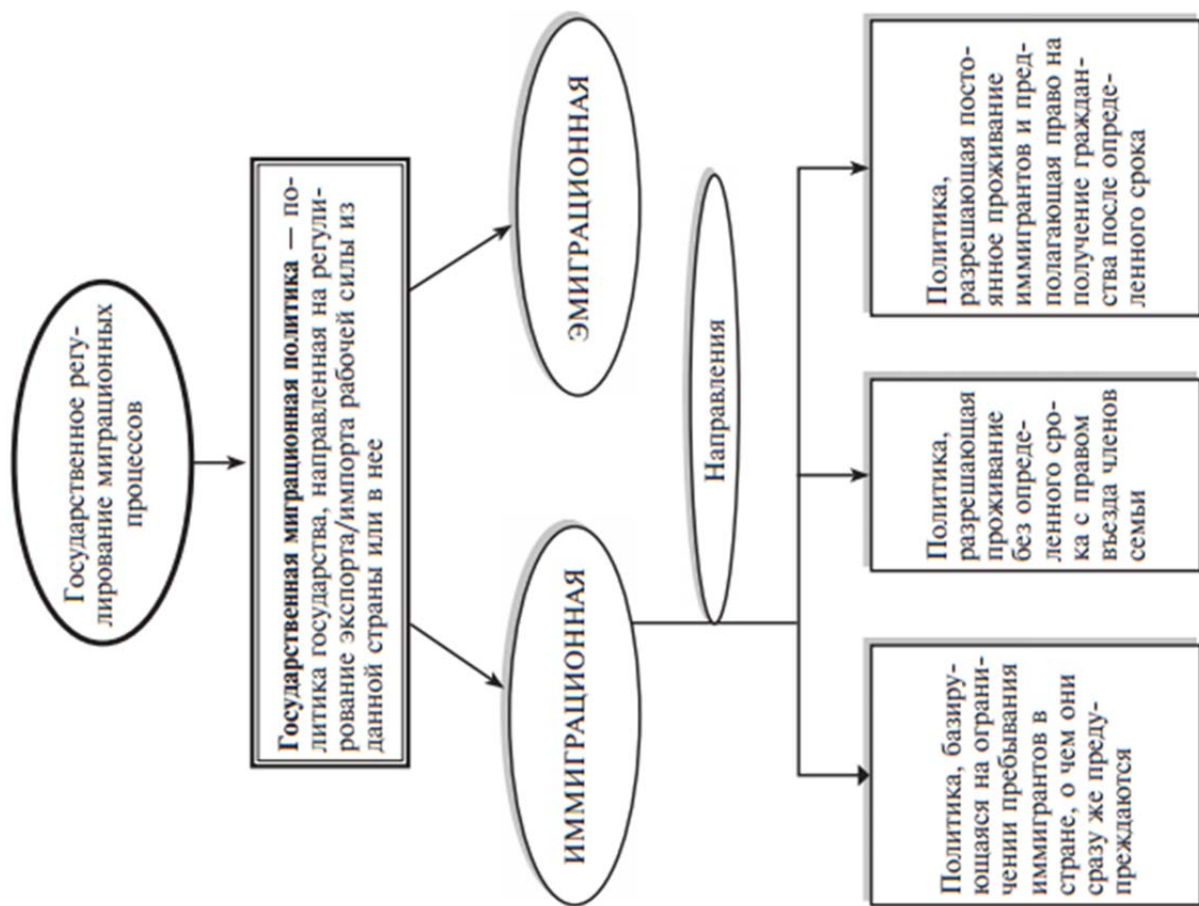 Государственное регу-
лирование миграционных
процессов
Государственная миграционная политика — по-
литика государства, направленная на регули-
рование экспорта/импорта рабочей силы из
данной страны или в нее
ИММИГРАЦИОННАЯ
ЭМИГРАЦИОННАЯ
Направления
Политика, базиру-
ющаяся на ограни-
чении пребывания
иммигрантов в
стране, о чем они
сразу же преду-
преждаются
Политика,
разрешающая
проживание
без опреде-
ленного сро-
ка с правом
въезда членов
семьи
Политика,
разрешающая посто-
янное проживание
иммигрантов и пред-
полагающая право на
получение граждан-
ства после опреде-
ленного срока